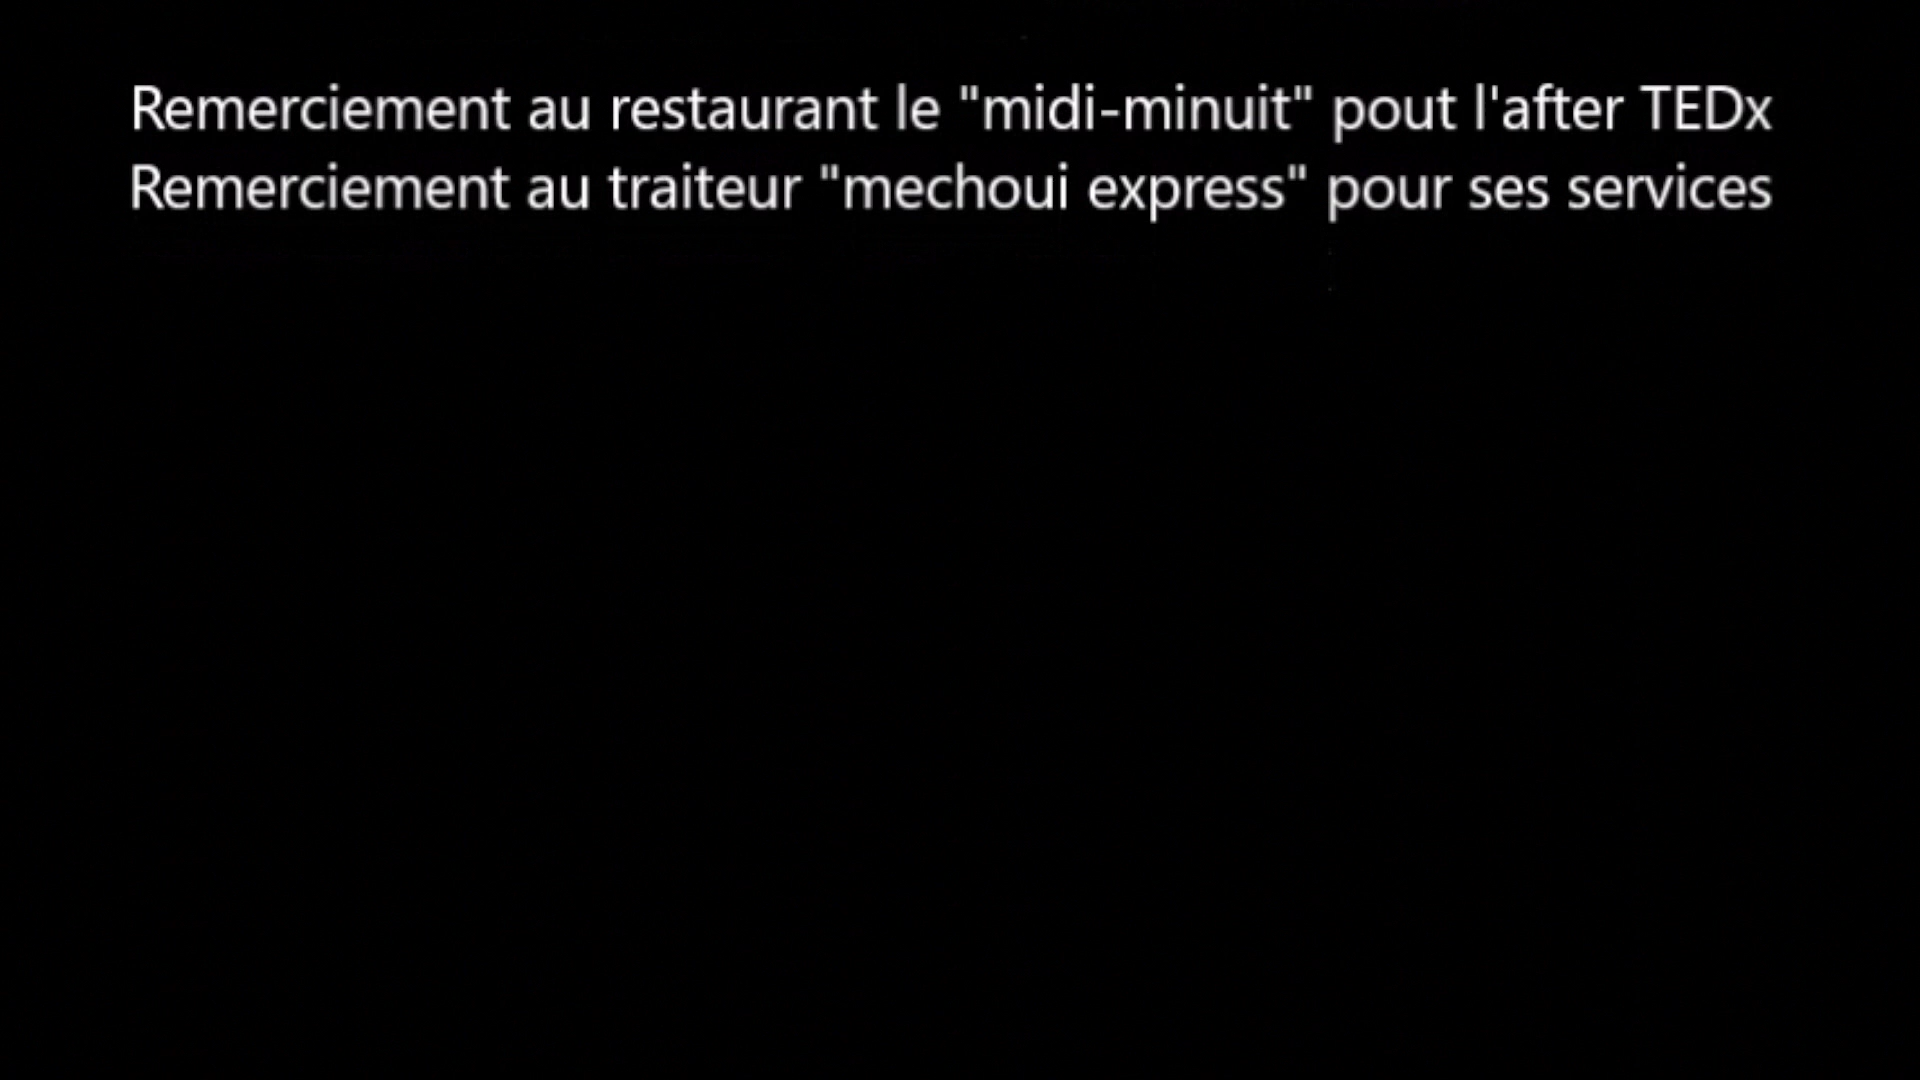 Remerciement au restaurant le "midi-minuit" pout l'after TEDx
Remerciement au traiteur "mechoui express" pour ses services